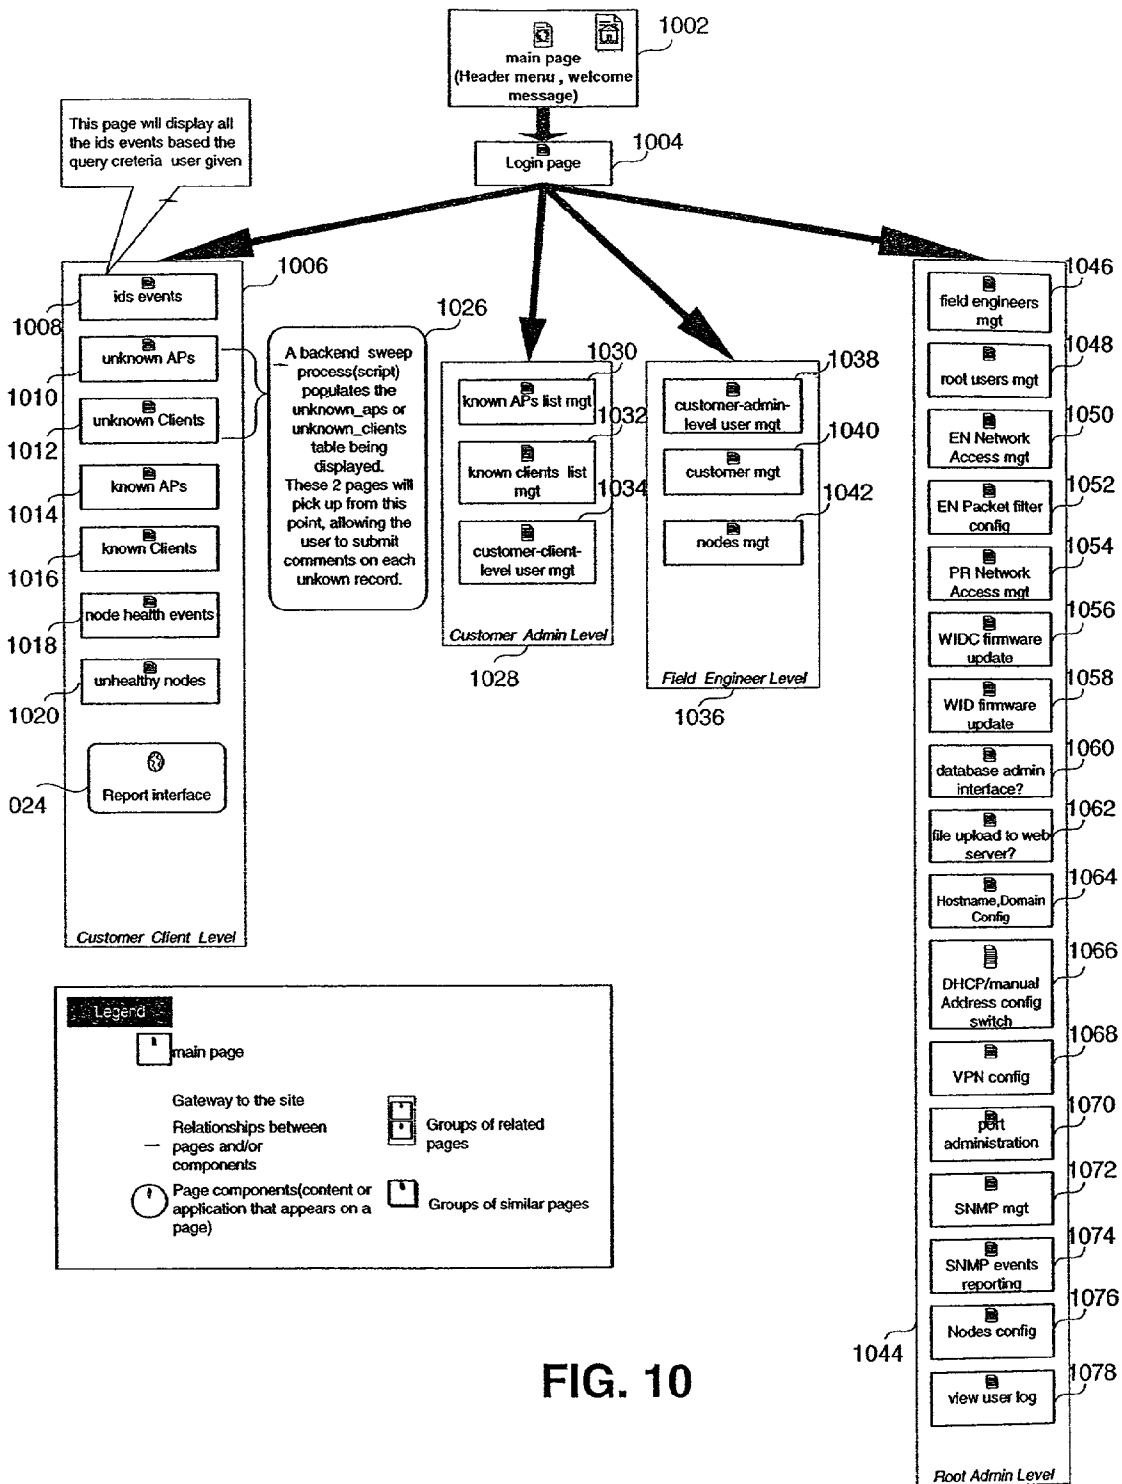 1002
main page
(Header menu , welcome
message)
1004
Login page
This page will display all
the ids events based the
query creteria user given
1006
ids events
1008
unknown APs
1010
unknown Clients
1012
known APs
1014
known Clients
1016
node health events
1018
unhealthy nodes
1020
Report interface
024
Customer Client Level
1026
A backend sweep
process(script)
populates the
unknown_aps or
unknown_clients
table being
displayed.
These 2 pages will
pick up from this
point, allowing the
user to submit
comments on each
unkown record.
1030
known APs list mgt
1032
known clients list
mgt
1034
customer-client-
level user mgt
Customer Admin Level
1028
1038
customer-admin-
level user mgt
1040
customer mgt
1042
nodes mgt
Field Engineer Level
1036
1046
field engineers
mgt
1048
root users mgt
1050
EN Network
Access mgt
1052
EN Packet filter
config
1054
PR Network
Access mgt
1056
WIDC firmware
update
1058
WID firmware
update
1060
database admin
interface?
1062
file upload to web
server?
1064
Hostname,Domain
Config
1066
DHCP/manual
Address config
switch
1068
VPN config
1070
port
administration
1072
SNMP mgt
1074
SNMP events
reporting
1076
Nodes config
1044
1078
view user log
Root Admin Level
Legend
main page
Gateway to the site
Relationships between
pages and/or
components
Page components(content or
application that appears on a
page)
Groups of related
pages
Groups of similar pages
FIG. 10